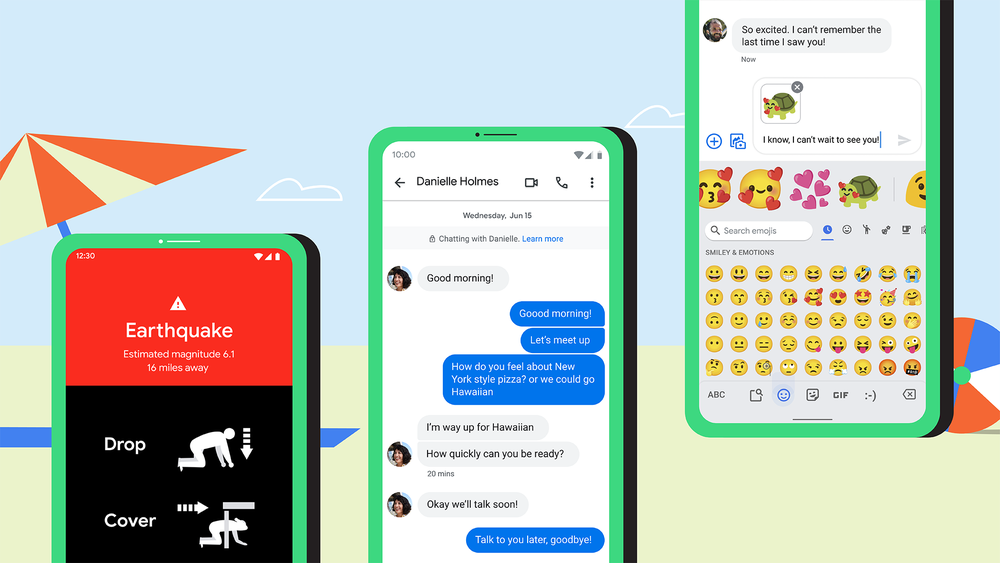 12:30
Earthquake
Estimated magnitude 6.1
16 miles away
Drop
Cover
10:00
Danielle Holmes
Wednesday, Jun 15
Chatting with Danielle. Learn more
Good morning!
Goood morning!
Let's meet up
How do you feel about New
York style pizza? or we could go
Hawaiian
I'm way up for Hawaiian
How quickly can you be ready?
20 mins
Okay we'll talk soon!
Talk to you later, goodbye!
So excited. I can't remember the
last time I saw you!
Now
I know, I can't wait to see you!
Search emojis
SMILEY & EMOTIONS
ABC
GIF
:-)